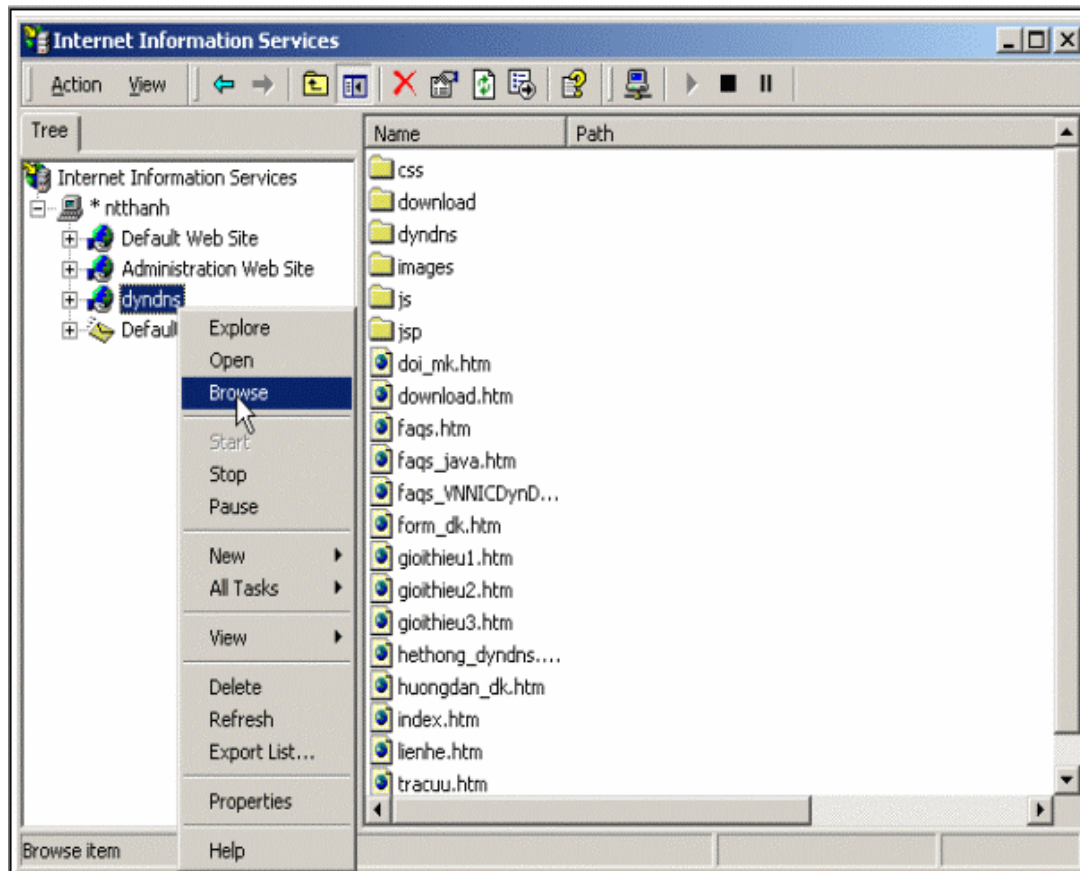 Internet Information Services
Action View
Tree
Name Path
Internet Information Services
* ntthanh
Default Web Site
Administration Web Site
dyndns
Defaul
Explore
Open
Browse
Start
Stop
Pause
New
All Tasks
View
Delete
Refresh
Export List...
Properties
Help
css
download
dyndns
images
js
jsp
doi_mk.htm
download.htm
faqs.htm
faqs_java.htm
faqs_VNNICDynD...
form_dk.htm
gioithieu1.htm
gioithieu2.htm
gioithieu3.htm
hethong_dyndns....
huongdan_dk.htm
index.htm
lienhe.htm
tracuu.htm
Browse item